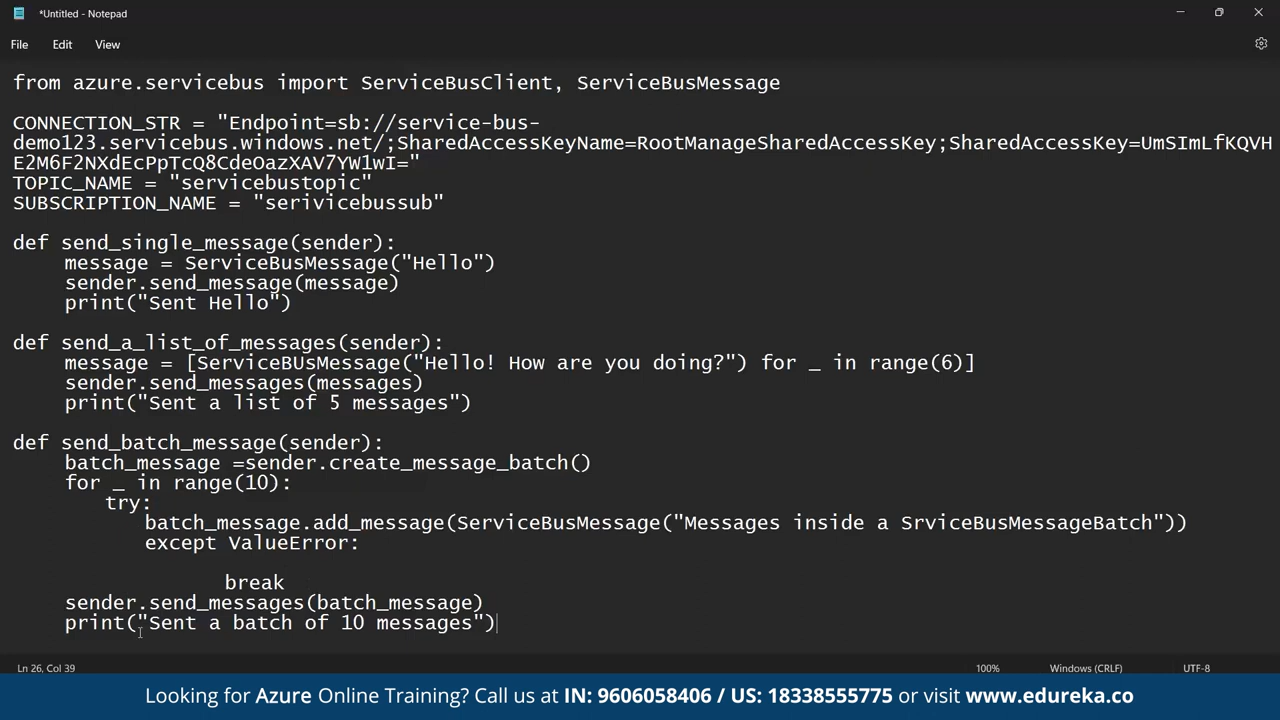 *Untitled - Notepad
File Edit View
from azure.servicebus import ServiceBusClient, ServiceBusMessage
CONNECTION_STR = "Endpoint=sb://service-bus-
demo123.servicebus.windows.net/;SharedAccessKeyName=RootManageSharedAccessKey;SharedAccessKey=UmSImLfKQVH
E2M6F2NXdEcPpTcQ8CdeOazXAV7YW1wI="
TOPIC_NAME = "servicebustopic"
SUBSCRIPTION_NAME = "serivicebussub"
def send_single_message(sender):
message = ServiceBusMessage("Hello")
sender.send_message(message)
print("Sent Hello")
def send_a_list_of_messages(sender):
message = [ServiceBUsMessage("Hello! How are you doing?") for _ in range(6)]
sender.send_messages(messages)
print("Sent a list of 5 messages")
def send_batch_message(sender):
batch_message =sender.create_message_batch()
for _ in range(10):
try:
batch_message.add_message(ServiceBusMessage("Messages inside a SrviceBusMessageBatch"))
except ValueError:
break
sender.send_messages(batch_message)
print("Sent a batch of 10 messages")
Ln 26, Col 39 100% Windows (CRLF) UTF-8
Looking for Azure Online Training? Call us at IN: 9606058406 / US: 18338555775 or visit www.edureka.co